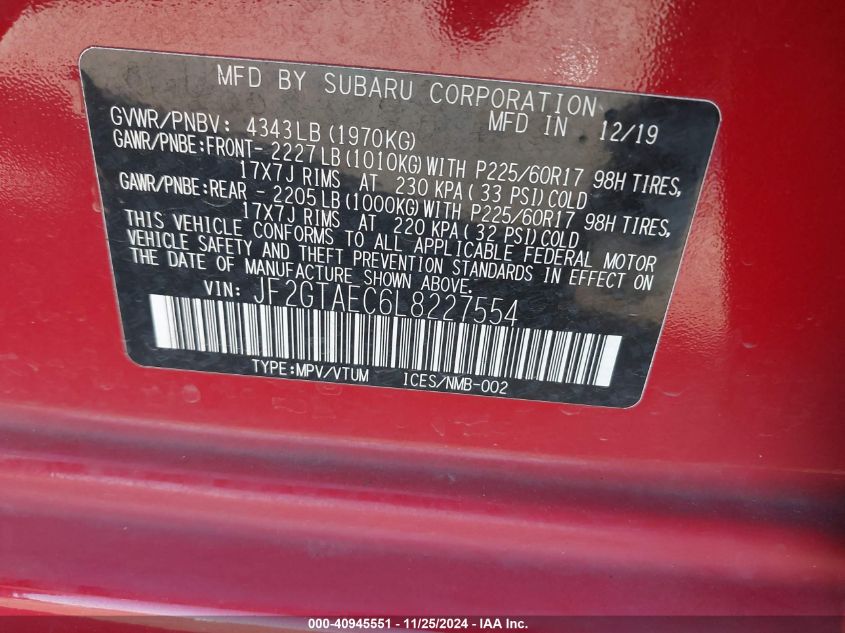 MFD BY SUBARU CORPORATION
MFD IN 12/19
GVWR/PNBV: 4343LB(1970KG)
GAWR/PNBE:FRONT- 2227LB(1010KG)WITH P225/60R17 98H TIRES,
17X7J RIMS AT 230 KPA( 33 PSI)COLD
GAWR/PNBE:REAR - 2205LB(1000KG)WITH P225/60R17 98H TIRES,
17X7J RIMS AT 220 KPA( 32 PSI)COLD
THIS VEHICLE CONFORMS TO ALL APPLICABLE FEDERAL MOTOR
VEHICLE SAFETY AND THEFT PREVENTION STANDARDS IN EFFECT ON
THE DATE OF MANUFACTURE SHOWN ABOVE.
VIN: JF2GTAEC6L8227554
TYPE:MPV/VTUM ICES/NMB-002
000-40945551 - 11/25/2024 - IAA Inc.